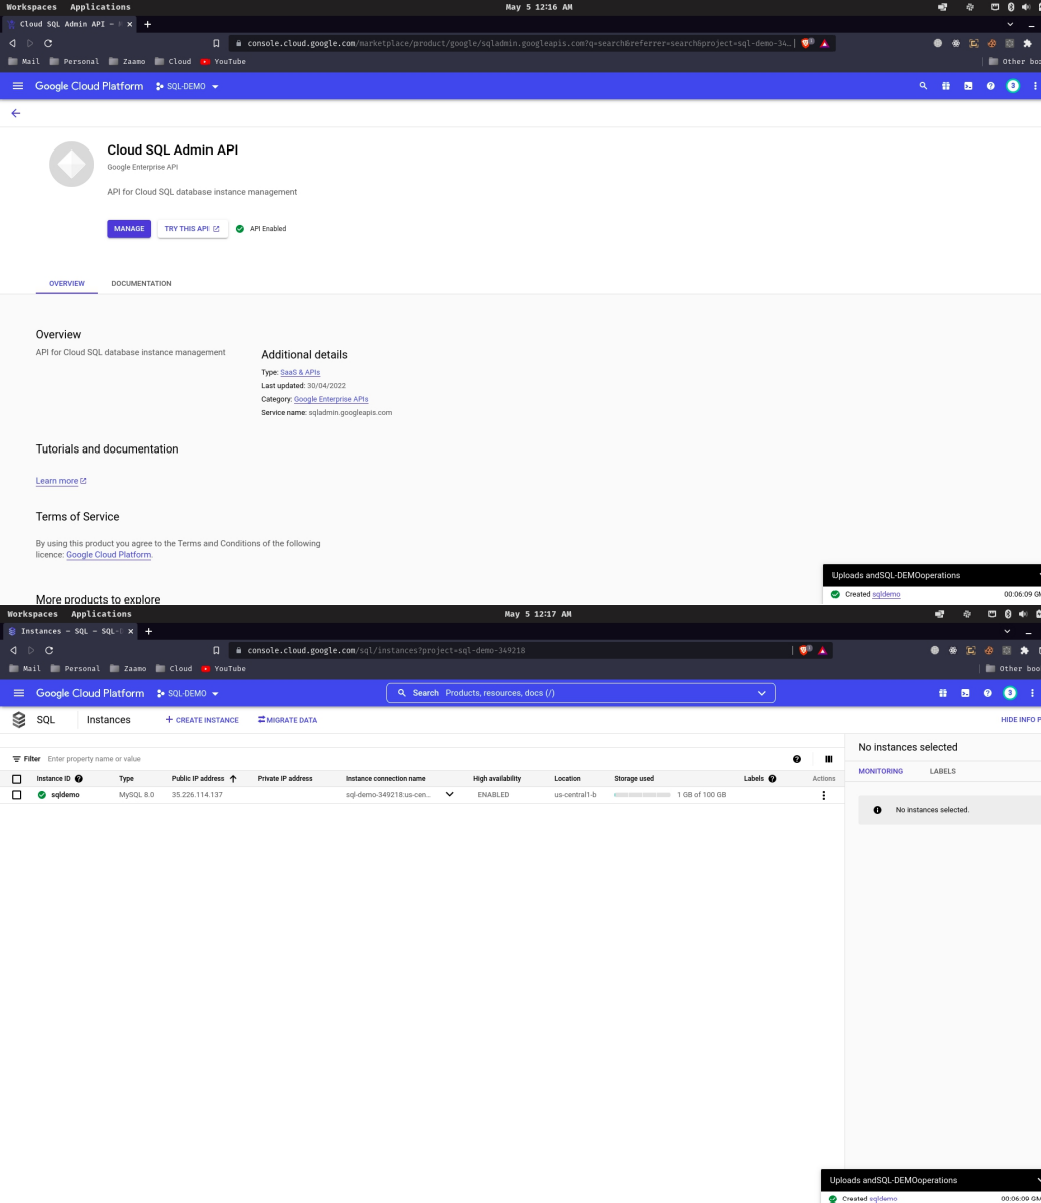 Workspaces Applications May 5 12:16 AM
Cloud SQL Admin API –
console.cloud.google.com/marketplace/product/google/sqladmin.googleapis.com?q=search&referrer=search&project=sql-demo-34…
Mail Personal Zaamo Cloud YouTube Other boo
Google Cloud Platform SQL-DEMO 3
Cloud SQL Admin API
Google Enterprise API
API for Cloud SQL database instance management
MANAGE TRY THIS API API Enabled
OVERVIEW DOCUMENTATION
Overview
API for Cloud SQL database instance management
Additional details
Type: SaaS & APIs
Last updated: 30/04/2022
Category: Google Enterprise APIs
Service name: sqladmin.googleapis.com
Tutorials and documentation
Learn more
Terms of Service
By using this product you agree to the Terms and Conditions of the following
licence: Google Cloud Platform.
More products to explore
Uploads andSQL-DEMOoperations
Created sqldemo 00:06:09 GM
Workspaces Applications May 5 12:17 AM
Instances – SQL – SQL-
console.cloud.google.com/sql/instances?project=sql-demo-349218
Mail Personal Zaamo Cloud YouTube Other boo
Google Cloud Platform SQL-DEMO Search Products, resources, docs (/) 3
SQL Instances + CREATE INSTANCE MIGRATE DATA HIDE INFO P
No instances selected
Filter Enter property name or value
MONITORING LABELS
Instance ID Type Public IP address Private IP address Instance connection name High availability Location Storage used Labels Actions
sqldemo MySQL 8.0 35.226.114.137 sql-demo-349218:us-cen… ENABLED us-central1-b 1 GB of 100 GB
No instances selected.
Uploads andSQL-DEMOoperations
Created sqldemo 00:06:09 GM